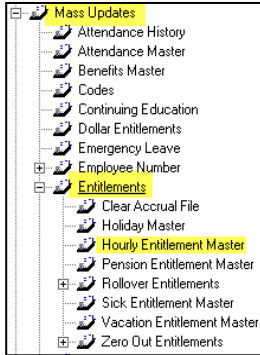 Mass Updates
Attendance History
Attendance Master
Benefits Master
Codes
Continuing Education
Dollar Entitlements
Emergency Leave
Employee Number
Entitlements
Clear Accrual File
Holiday Master
Hourly Entitlement Master
Pension Entitlement Master
Rollover Entitlements
Sick Entitlement Master
Vacation Entitlement Master
Zero Out Entitlements